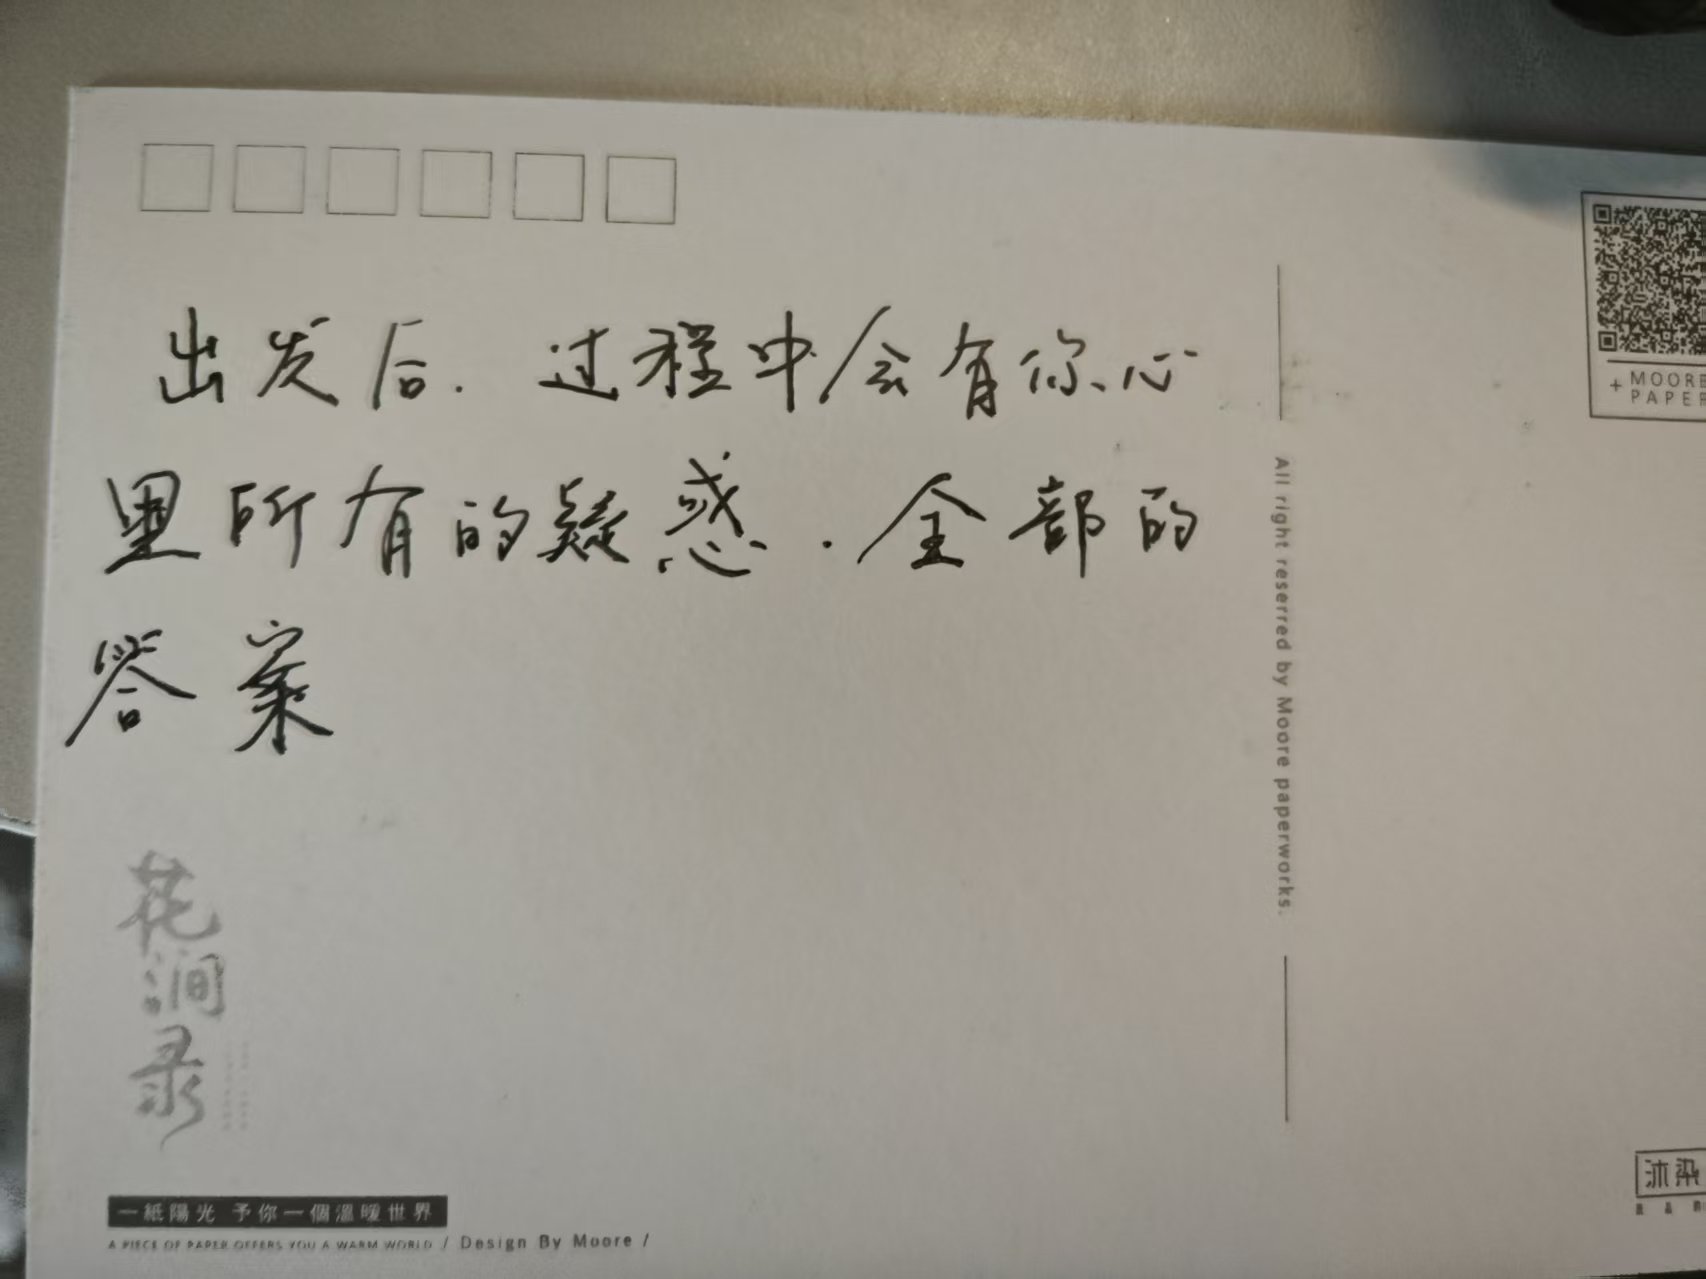 出发后.过程中会有你心
里所有的疑惑.全部的
答案
花涧录
一紙陽光 予你一個溫暖世界
A PIECE OF PAPER OFFERS YOU A WARM WORLD / Design By Moore /
All right reserred by Moore paperworks.
+ MOORE
PAPER
沐染